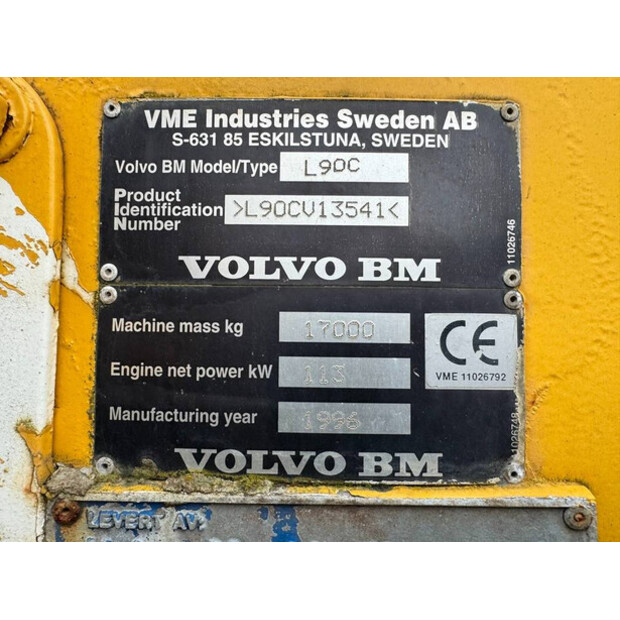 VME Industries Sweden AB
S-631 85 ESKILSTUNA, SWEDEN
Volvo BM Model/Type L90C
Product
Identification >L90CV13541<
Number
11026746
VOLVO BM
Machine mass kg 17000
CE
Engine net power kW 113
VME 11026792
Manufacturing year 1996
11026748
VOLVO BM
LEVERT AV: